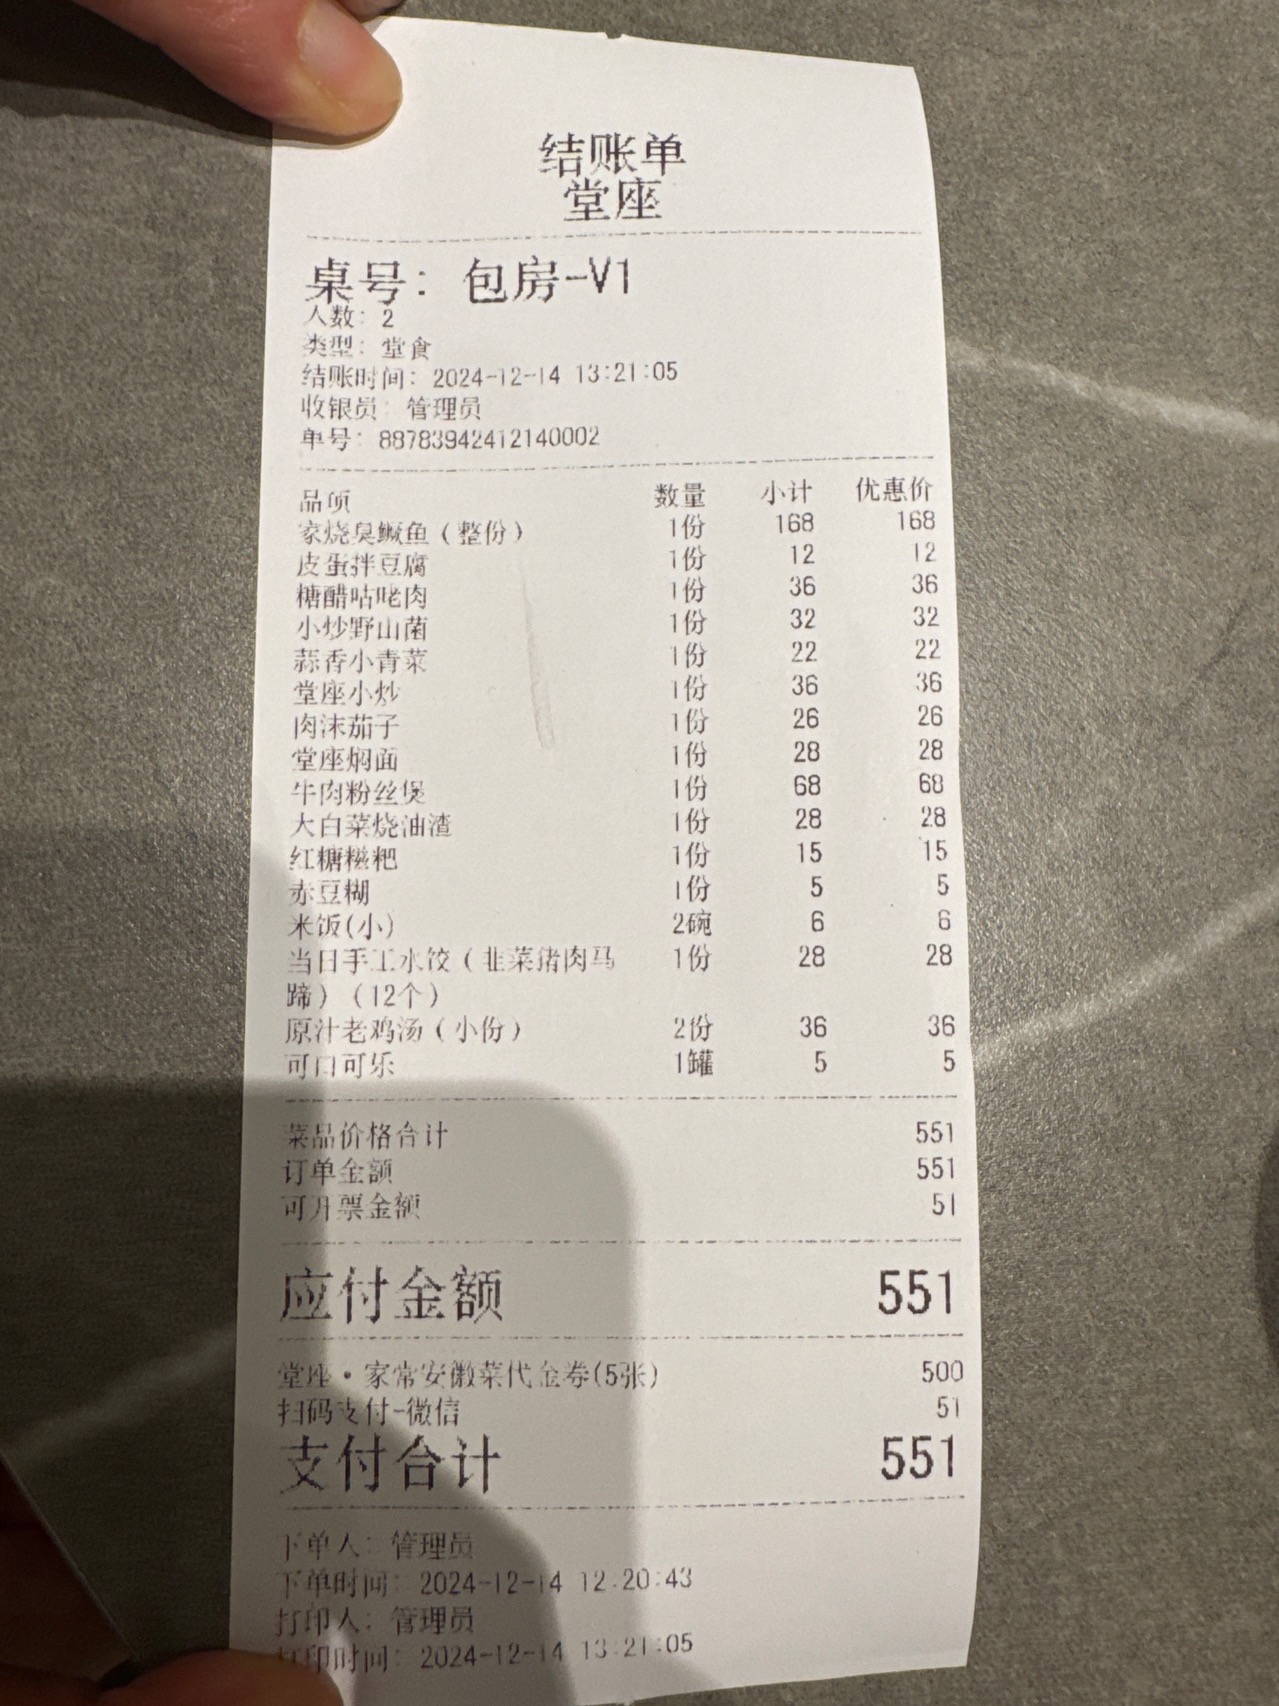 结账单
堂座
桌号：包房-V1
人数：2
类型：堂食
结账时间：2024-12-14 13:21:05
收银员：管理员
单号：88783942412140002
品项 数量 小计 优惠价
家烧臭鳜鱼（整份） 1份 168 168
皮蛋拌豆腐 1份 12 12
糖醋咕咾肉 1份 36 36
小炒野山菌 1份 32 32
蒜香小青菜 1份 22 22
堂座小炒 1份 36 36
肉沫茄子 1份 26 26
堂座焖面 1份 28 28
牛肉粉丝煲 1份 68 68
大白菜烧油渣 1份 28 28
红糖糍粑 1份 15 15
赤豆糊 1份 5 5
米饭(小) 2碗 6 6
当日手工水饺（韭菜猪肉马 1份 28 28
蹄）（12个）
原汁老鸡汤（小份） 2份 36 36
可口可乐 1罐 5 5
菜品价格合计 551
订单金额 551
可开票金额 51
应付金额 551
堂座·家常安徽菜代金券(5张) 500
扫码支付-微信 51
支付合计 551
下单人：管理员
下单时间：2024-12-14 12:20:43
打印人：管理员
打印时间：2024-12-14 13:21:05